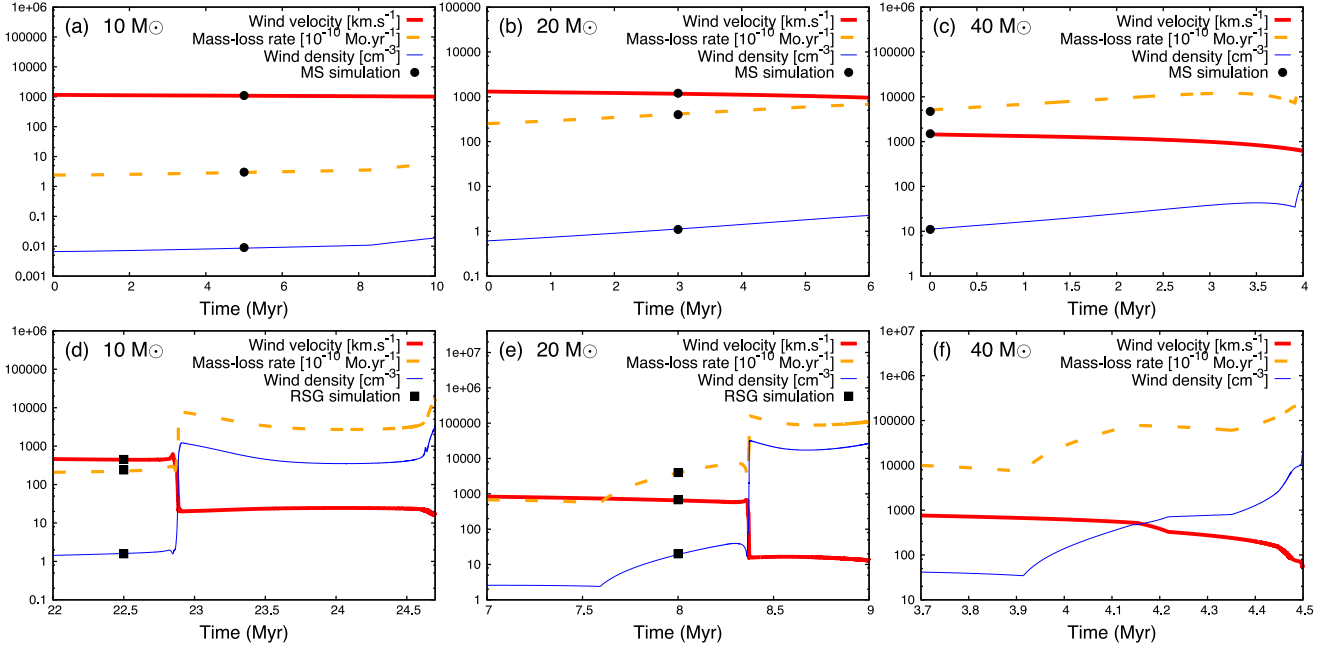 (a) 10 M☉
Wind velocity [km.s⁻¹]
Mass-loss rate [10⁻¹⁰ Mo.yr⁻¹]
Wind density [cm⁻³]
MS simulation
1e+06
100000
10000
1000
100
10
1
0.1
0.01
0.001
0 2 4 6 8 10
Time (Myr)
(b) 20 M☉
Wind velocity [km.s⁻¹]
Mass-loss rate [10⁻¹⁰ Mo.yr⁻¹]
Wind density [cm⁻³]
MS simulation
100000
10000
1000
100
10
1
0.1
0 1 2 3 4 5 6
Time (Myr)
(c) 40 M☉
Wind velocity [km.s⁻¹]
Mass-loss rate [10⁻¹⁰ Mo.yr⁻¹]
Wind density [cm⁻³]
MS simulation
100000
10000
1000
100
10
1
0 0.5 1 1.5 2 2.5 3 3.5 4
Time (Myr)
(d) 10 M☉
Wind velocity [km.s⁻¹]
Mass-loss rate [10⁻¹⁰ Mo.yr⁻¹]
Wind density [cm⁻³]
RSG simulation
1e+06
100000
10000
1000
100
10
1
0.1
22 22.5 23 23.5 24 24.5
Time (Myr)
(e) 20 M☉
Wind velocity [km.s⁻¹]
Mass-loss rate [10⁻¹⁰ Mo.yr⁻¹]
Wind density [cm⁻³]
RSG simulation
1e+07
1e+06
100000
10000
1000
100
10
1
7 7.5 8 8.5 9
Time (Myr)
(f) 40 M☉
Wind velocity [km.s⁻¹]
Mass-loss rate [10⁻¹⁰ Mo.yr⁻¹]
Wind density [cm⁻³]
1e+07
1e+06
100000
10000
1000
100
10
3.7 3.8 3.9 4 4.1 4.2 4.3 4.4 4.5
Time (Myr)